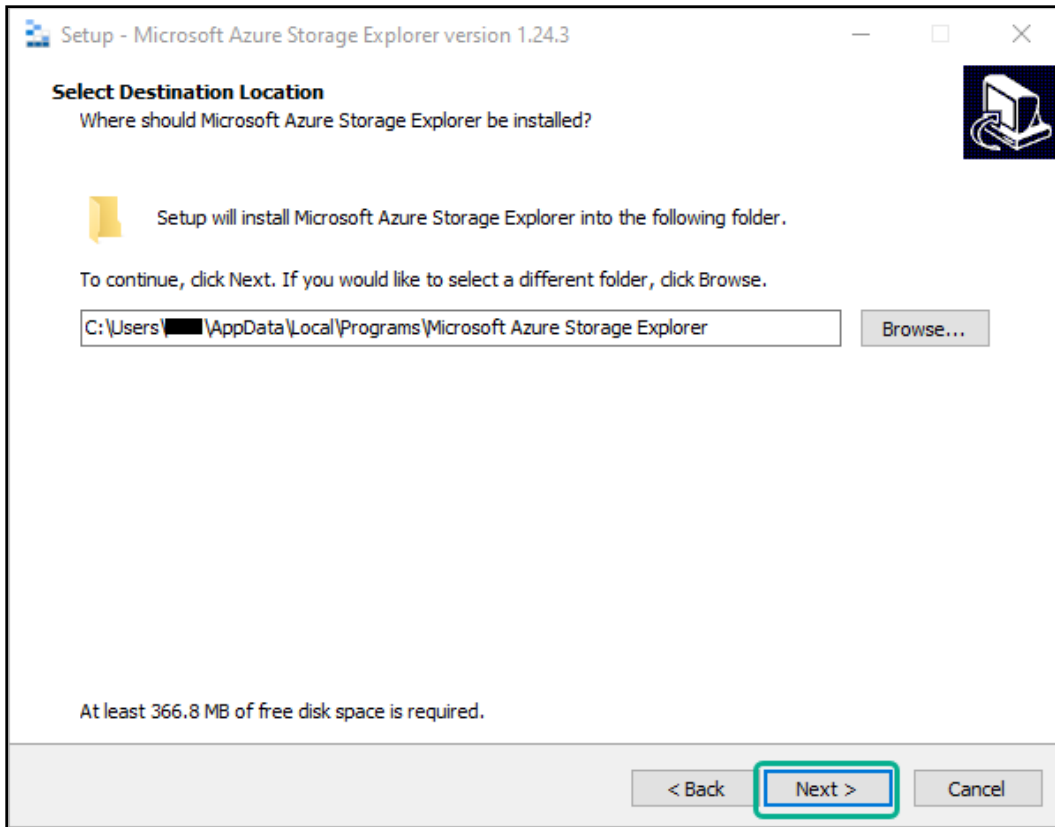 Setup - Microsoft Azure Storage Explorer version 1.24.3
Select Destination Location
Where should Microsoft Azure Storage Explorer be installed?
Setup will install Microsoft Azure Storage Explorer into the following folder.
To continue, click Next. If you would like to select a different folder, click Browse.
C:\Users\ \AppData\Local\Programs\Microsoft Azure Storage Explorer
Browse...
At least 366.8 MB of free disk space is required.
< Back
Next >
Cancel